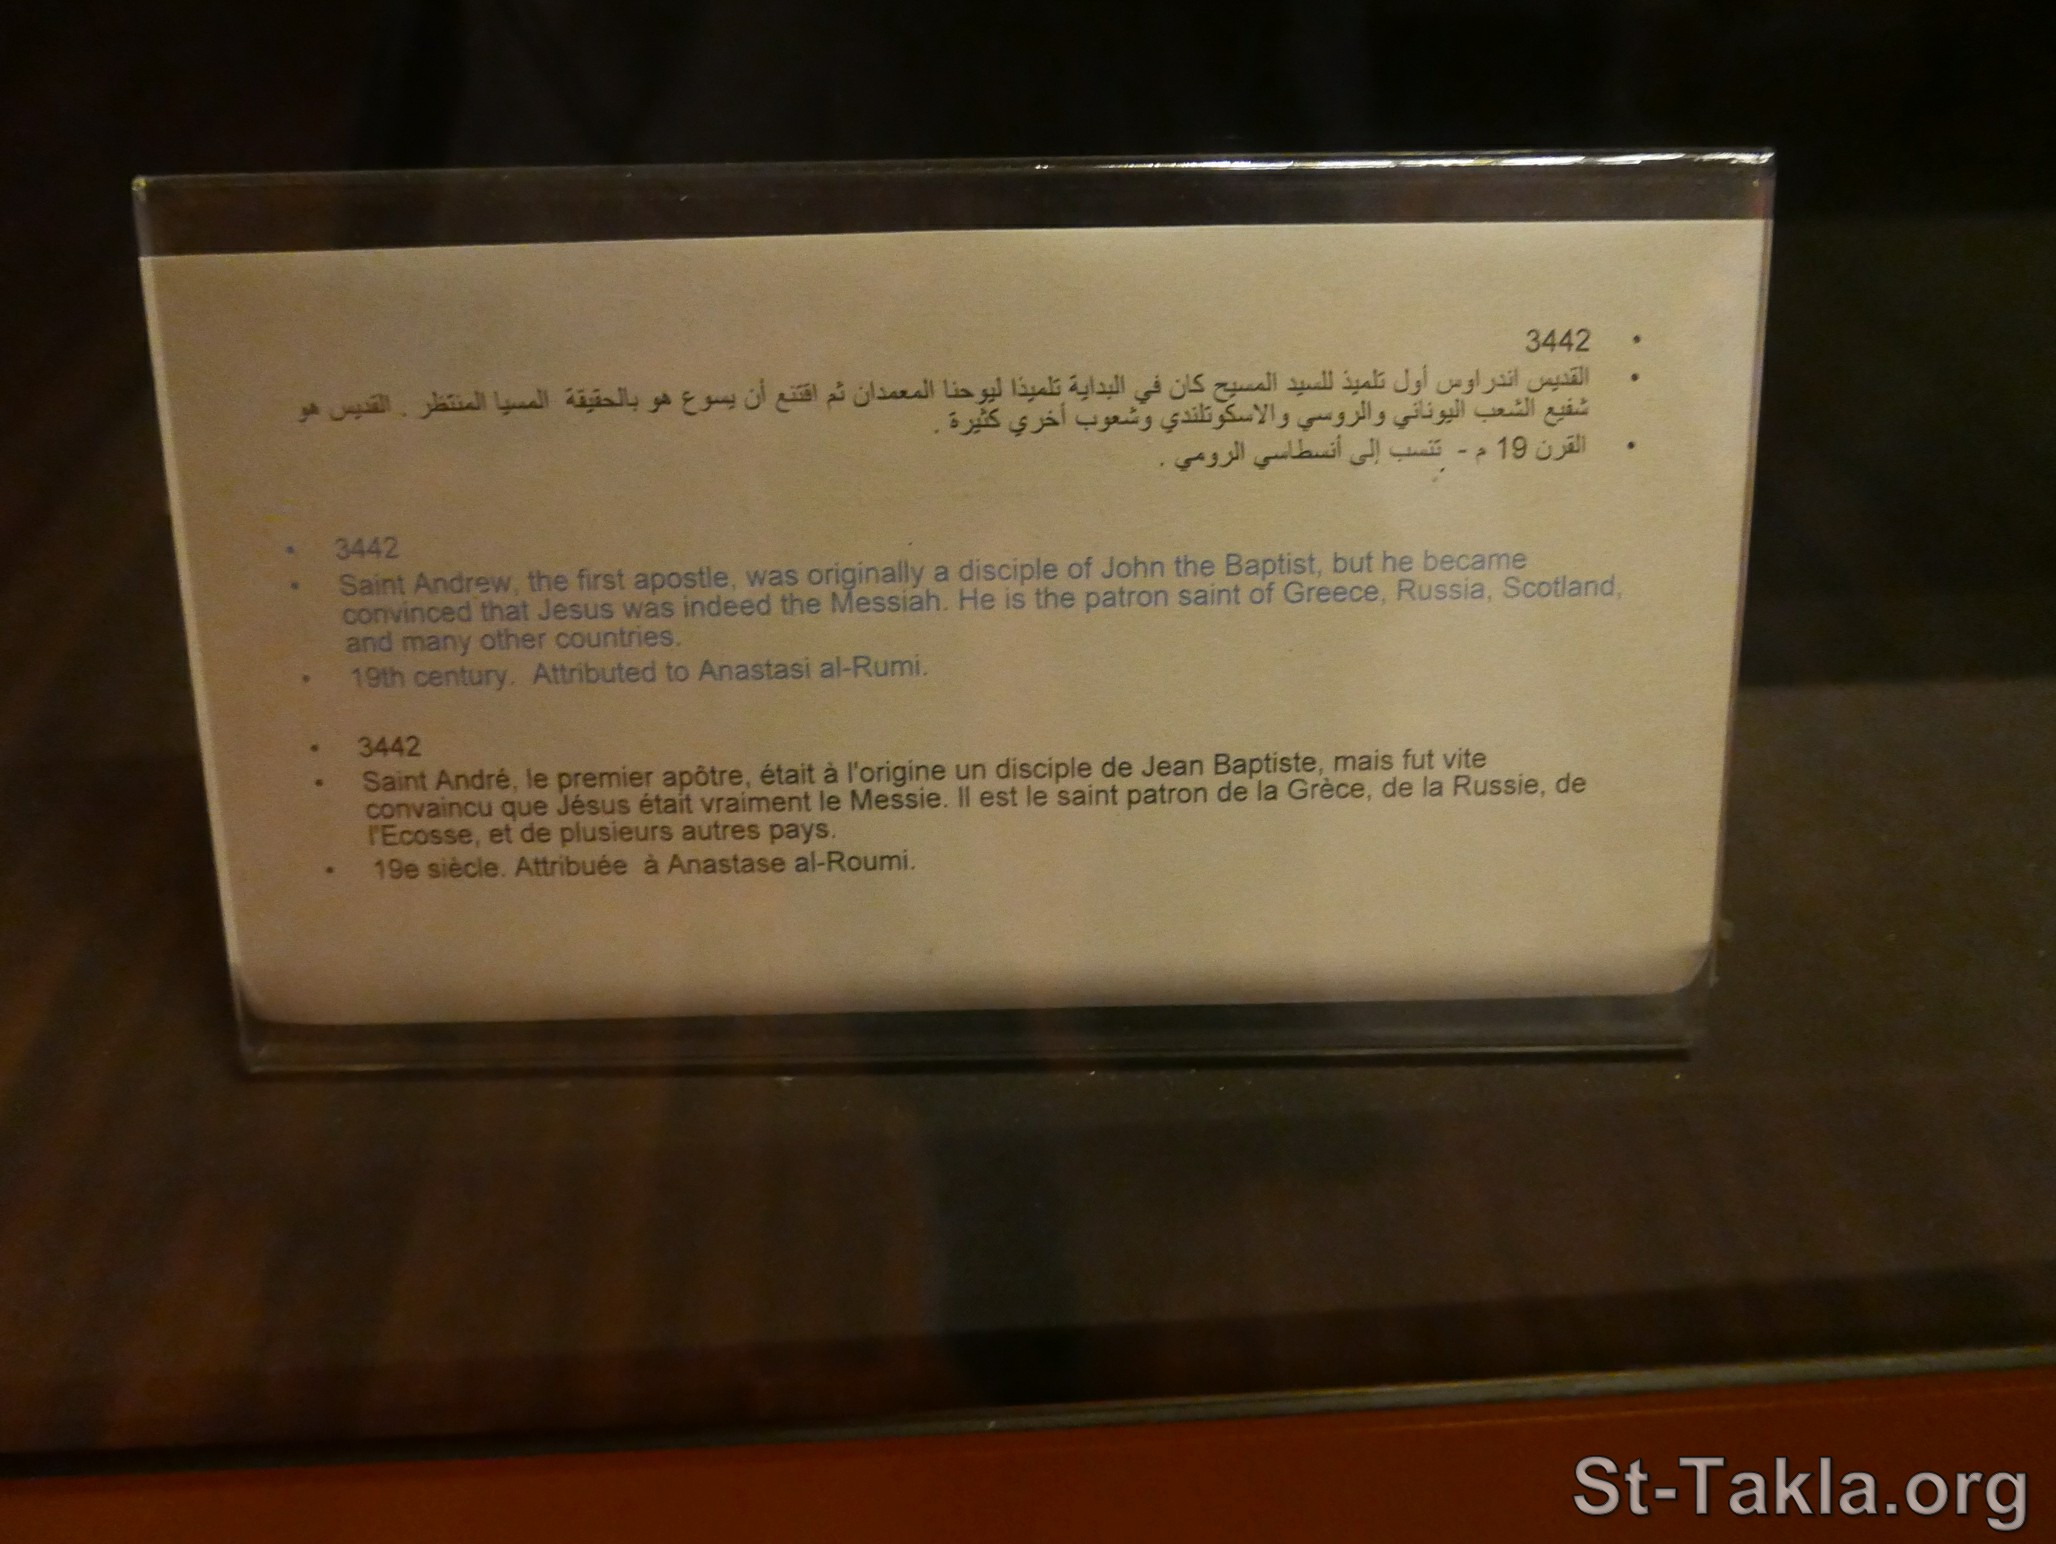 • 3442
• القديس اندراوس أول تلميذ للسيد المسيح كان في البداية تلميذا ليوحنا المعمدان ثم اقتنع أن يسوع هو بالحقيقة المسيا المنتظر . القديس هو
شفيع الشعب اليوناني والروسي والاسكوتلندي وشعوب أخري كثيرة .
• القرن 19 م - تنسب إلى أنسطاسي الرومي .
• 3442
• Saint Andrew, the first apostle, was originally a disciple of John the Baptist, but he became
convinced that Jesus was indeed the Messiah. He is the patron saint of Greece, Russia, Scotland,
and many other countries.
• 19th century. Attributed to Anastasi al-Rumi.
• 3442
• Saint André, le premier apôtre, était à l'origine un disciple de Jean Baptiste, mais fut vite
convaincu que Jésus était vraiment le Messie. Il est le saint patron de la Grèce, de la Russie, de
l'Ecosse, et de plusieurs autres pays.
• 19e siècle. Attribuée à Anastase al-Roumi.
St-Takla.org